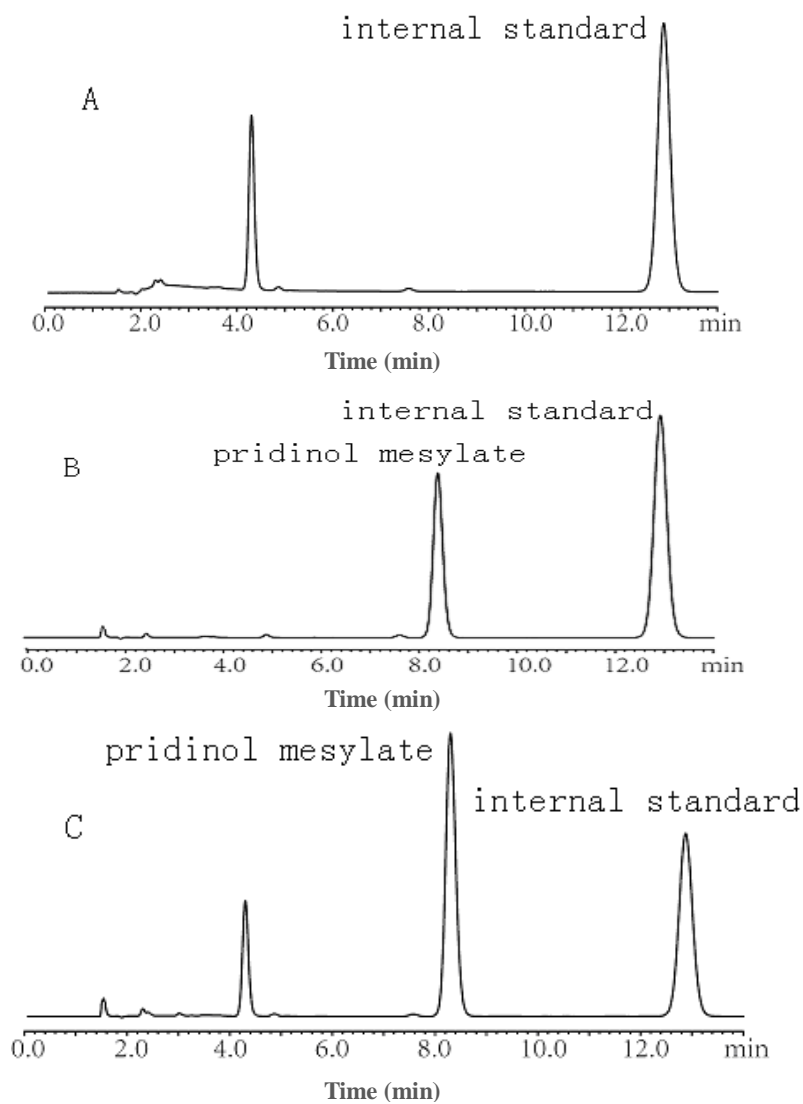 internal standard
A
0.0 2.0 4.0 6.0 8.0 10.0 12.0 min
Time (min)
internal standard
pridinol mesylate
B
0.0 2.0 4.0 6.0 8.0 10.0 12.0 min
Time (min)
pridinol mesylate
internal standard
C
0.0 2.0 4.0 6.0 8.0 10.0 12.0 min
Time (min)